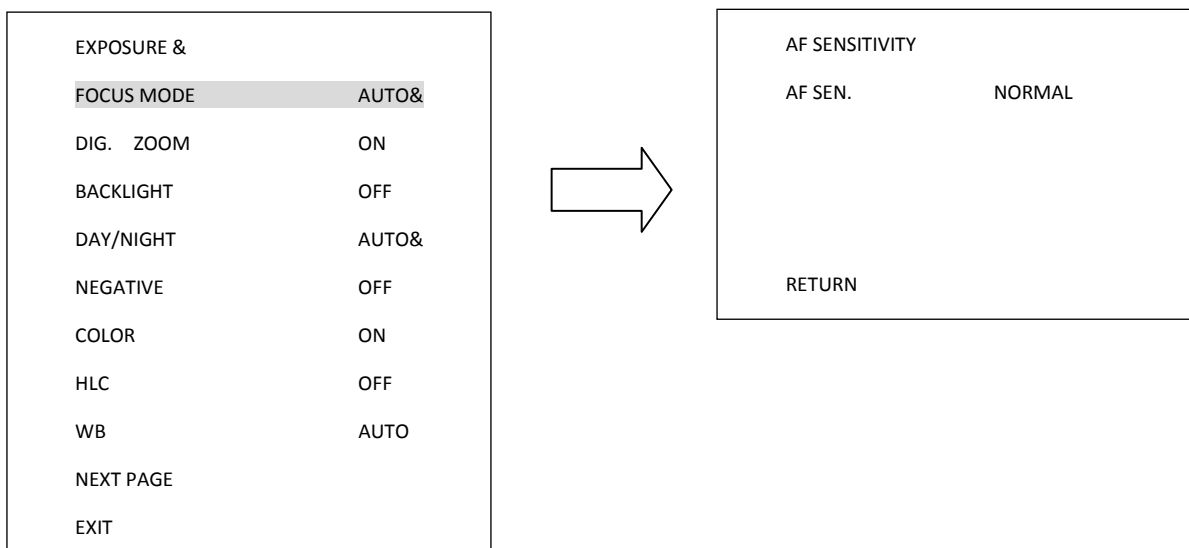 EXPOSURE &
FOCUS MODE AUTO&
DIG. ZOOM ON
BACKLIGHT OFF
DAY/NIGHT AUTO&
NEGATIVE OFF
COLOR ON
HLC OFF
WB AUTO
NEXT PAGE
EXIT
AF SENSITIVITY
AF SEN. NORMAL
RETURN